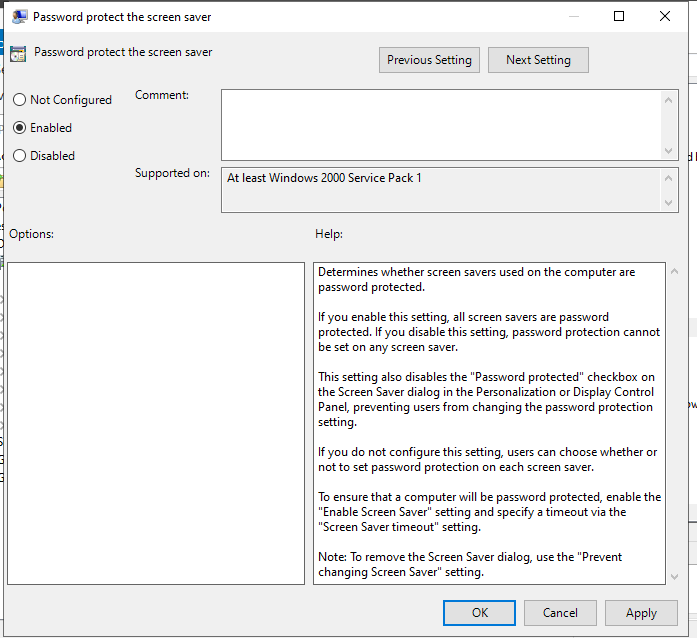 Password protect the screen saver
Password protect the screen saver
Previous Setting
Next Setting
Not Configured
Enabled
Disabled
Comment:
Supported on:
At least Windows 2000 Service Pack 1
Options:
Help:
Determines whether screen savers used on the computer are
password protected.
If you enable this setting, all screen savers are password
protected. If you disable this setting, password protection cannot
be set on any screen saver.
This setting also disables the "Password protected" checkbox on
the Screen Saver dialog in the Personalization or Display Control
Panel, preventing users from changing the password protection
setting.
If you do not configure this setting, users can choose whether or
not to set password protection on each screen saver.
To ensure that a computer will be password protected, enable the
"Enable Screen Saver" setting and specify a timeout via the
"Screen Saver timeout" setting.
Note: To remove the Screen Saver dialog, use the "Prevent
changing Screen Saver" setting.
OK
Cancel
Apply